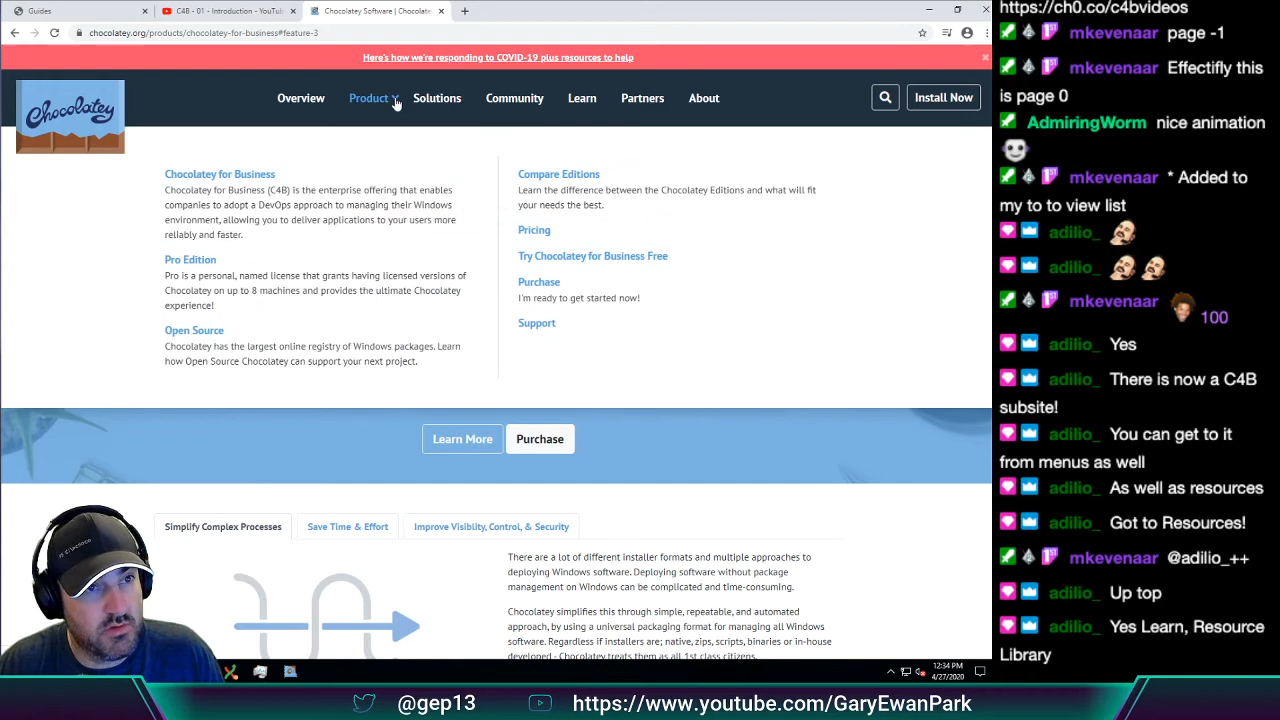 Guides
C4B - 01 - Introduction - YouTu
Chocolatey Software | Chocolate
chocolatey.org/products/chocolatey-for-business#feature-3
Here's how we're responding to COVID-19 plus resources to help
Chocolatey
Overview Product Solutions Community Learn Partners About
Install Now
Chocolatey for Business
Chocolatey for Business (C4B) is the enterprise offering that enables
companies to adopt a DevOps approach to managing their Windows
environment, allowing you to deliver applications to your users more
reliably and faster.
Pro Edition
Pro is a personal, named license that grants having licensed versions of
Chocolatey on up to 8 machines and provides the ultimate Chocolatey
experience!
Open Source
Chocolatey has the largest online registry of Windows packages. Learn
how Open Source Chocolatey can support your next project.
Compare Editions
Learn the difference between the Chocolatey Editions and what will fit
your needs the best.
Pricing
Try Chocolatey for Business Free
Purchase
I'm ready to get started now!
Support
Learn More
Purchase
Simplify Complex Processes
Save Time & Effort
Improve Visiblity, Control, & Security
There are a lot of different installer formats and multiple approaches to
deploying Windows software. Deploying software without package
management on Windows can be complicated and time-consuming.
Chocolatey simplifies this through simple, repeatable, and automated
approach, by using a universal packaging format for managing all Windows
software. Regardless if installers are; native, zips, scripts, binaries or in-house
developed - Chocolatey treats them as all 1st class citizens.
12:34 PM
4/27/2020
https://ch0.co/c4bvideos
mkevenaar page -1
mkevenaar Effectifly this
is page 0
AdmiringWorm nice animation
mkevenaar * Added to
my to to view list
adilio_
adilio_
mkevenaar 100
adilio_ Yes
adilio_ There is now a C4B
subsite!
adilio_ You can get to it
from menus as well
adilio_ As well as resources
adilio_ Got to Resources!
mkevenaar @adilio_++
adilio_ Up top
adilio_ Yes Learn, Resource
Library
@gep13
https://www.youtube.com/GaryEwanPark